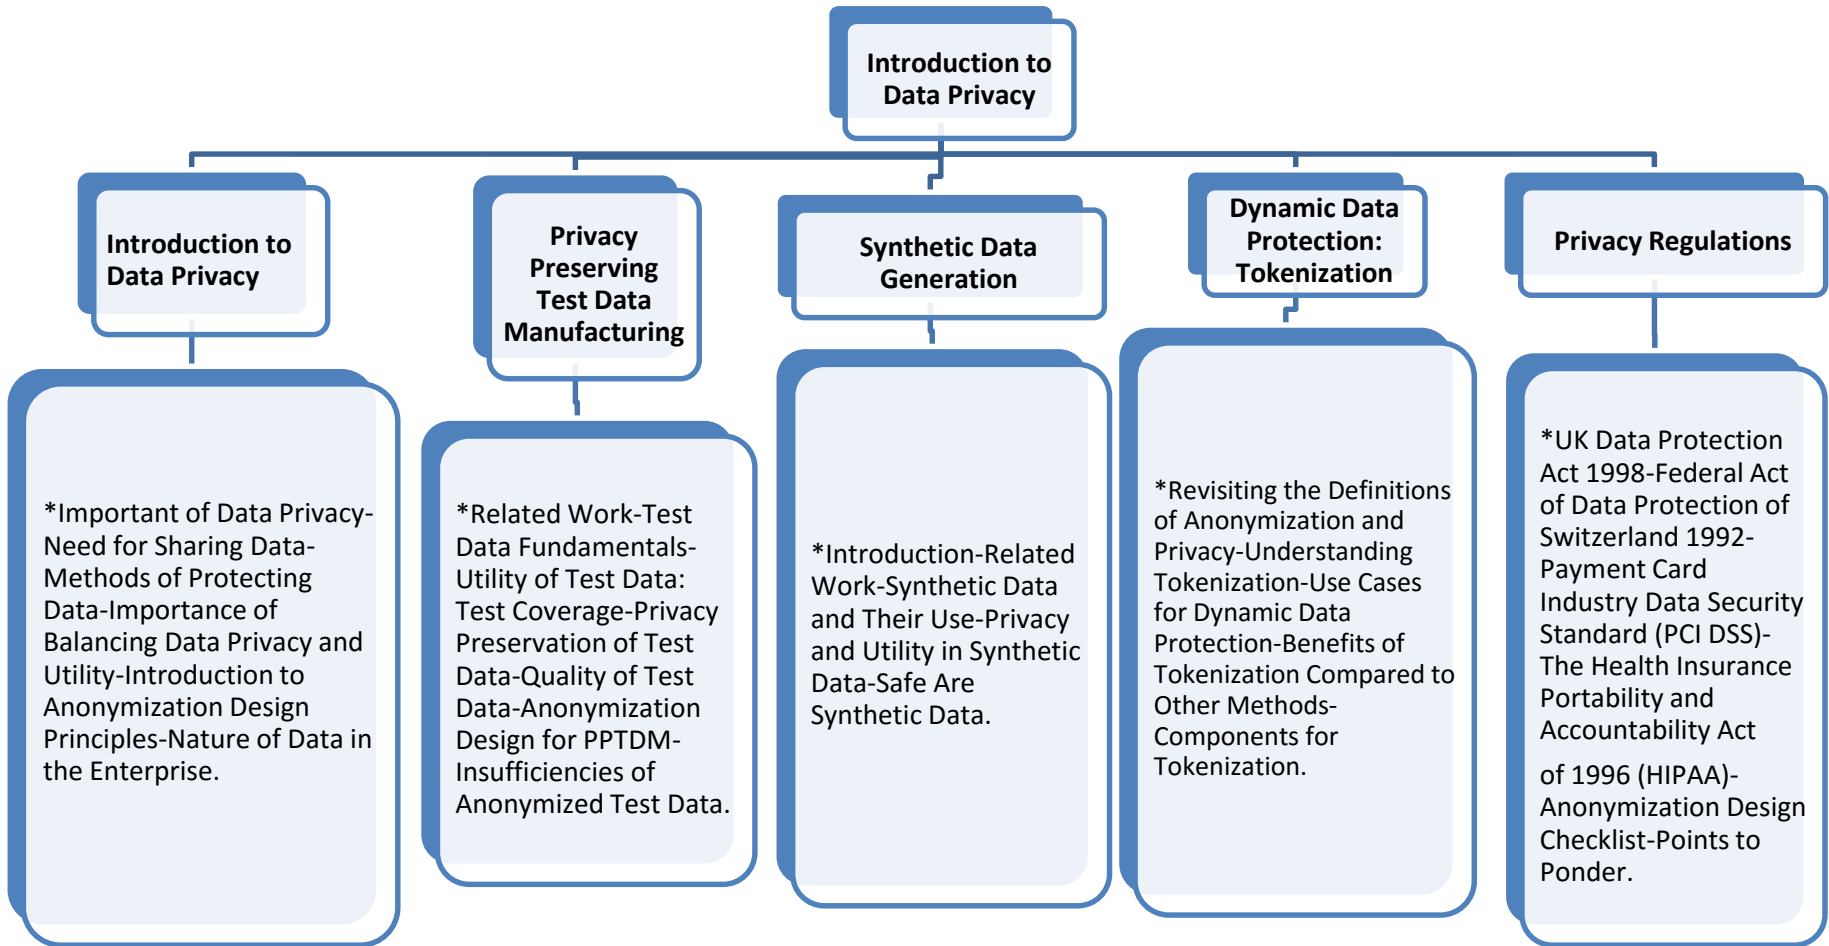 Introduction to
Data Privacy
Introduction to
Data Privacy
Privacy
Preserving
Test Data
Manufacturing
Synthetic Data
Generation
Dynamic Data
Protection:
Tokenization
Privacy Regulations
*Important of Data Privacy-
Need for Sharing Data-
Methods of Protecting
Data-Importance of
Balancing Data Privacy and
Utility-Introduction to
Anonymization Design
Principles-Nature of Data in
the Enterprise.
*Related Work-Test
Data Fundamentals-
Utility of Test Data:
Test Coverage-Privacy
Preservation of Test
Data-Quality of Test
Data-Anonymization
Design for PPTDM-
Insufficiencies of
Anonymized Test Data.
*Introduction-Related
Work-Synthetic Data
and Their Use-Privacy
and Utility in Synthetic
Data-Safe Are
Synthetic Data.
*Revisiting the Definitions
of Anonymization and
Privacy-Understanding
Tokenization-Use Cases
for Dynamic Data
Protection-Benefits of
Tokenization Compared to
Other Methods-
Components for
Tokenization.
*UK Data Protection
Act 1998-Federal Act
of Data Protection of
Switzerland 1992-
Payment Card
Industry Data Security
Standard (PCI DSS)-
The Health Insurance
Portability and
Accountability Act
of 1996 (HIPAA)-
Anonymization Design
Checklist-Points to
Ponder.